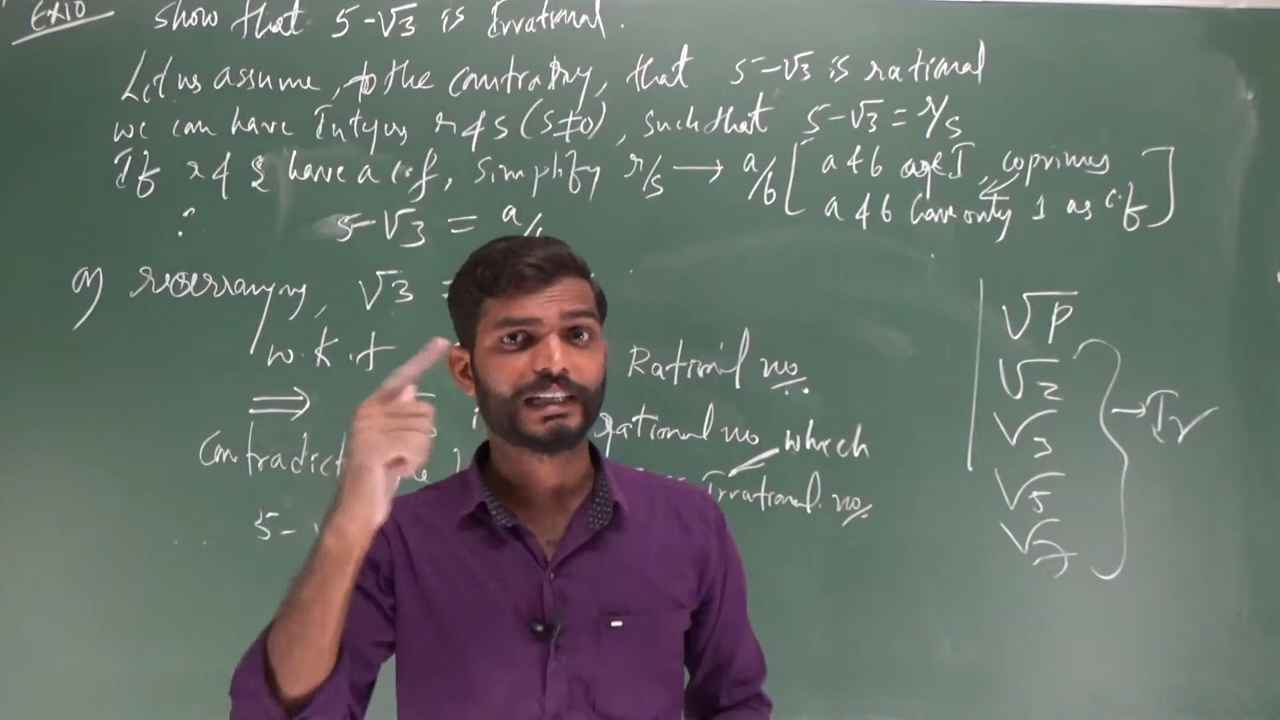 Ex10 Show that 5-√3 is Irrational.
Let us assume, to the contrary, that 5-√3 is rational
we can have Integers r & s (s≠0), such that 5-√3 = r/s
If r & s have a c.f, simplify r/s → a/b [ a & b are I, coprimes
a & b have only 1 as c.f ]
∴ 5-√3 = a/
rearranging, √3 =
w.k.t Rational no.
⇒ rational no which
Contradict Irrational no.
5-
√p
√2
√3 → Ir
√5
√7